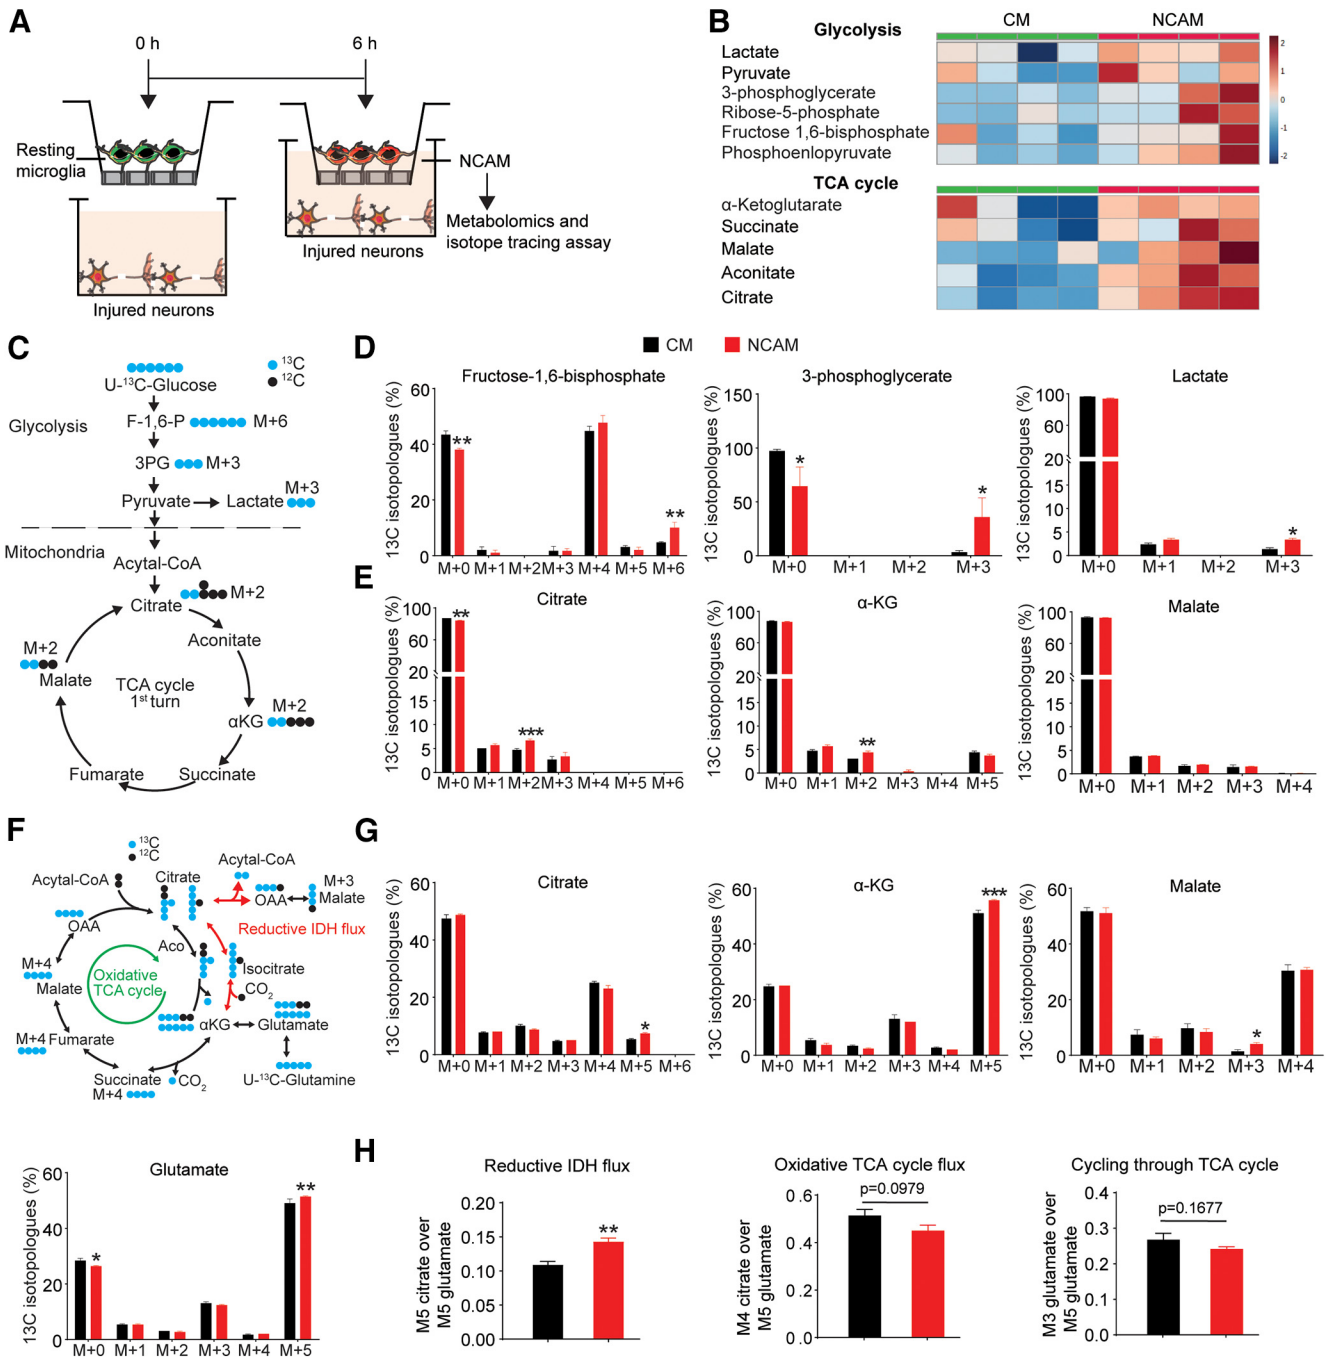 A
0 h
6 h
Resting
microglia
NCAM
Metabolomics and
isotope tracing assay
Injured neurons
Injured neurons
B
CM
NCAM
Glycolysis
Lactate
Pyruvate
3-phosphoglycerate
Ribose-5-phosphate
Fructose 1,6-bisphosphate
Phosphoenlopyruvate
2
1
0
-1
-2
TCA cycle
α-Ketoglutarate
Succinate
Malate
Aconitate
Citrate
C
13C
12C
U-13C-Glucose
Glycolysis
F-1,6-P M+6
3PG M+3
Pyruvate Lactate M+3
Mitochondria
Acytal-CoA
Citrate M+2
Aconitate
M+2
Malate
TCA cycle
1st turn
M+2
αKG
Fumarate
Succinate
D
CM NCAM
Fructose-1,6-bisphosphate
13C isotopologues (%)
60
40
20
0
**
**
M+0 M+1 M+2 M+3 M+4 M+5 M+6
3-phosphoglycerate
13C isotopologues (%)
150
100
50
0
*
*
M+0 M+1 M+2 M+3
Lactate
13C isotopologues (%)
100
60
20
20
15
10
5
0
*
M+0 M+1 M+2 M+3
E
Citrate
13C isotopologues (%)
100
60
20
15
10
5
0
**
***
M+0 M+1 M+2 M+3 M+4 M+5 M+6
α-KG
13C isotopologues (%)
100
60
20
20
15
10
5
0
**
M+0 M+1 M+2 M+3 M+4 M+5
Malate
13C isotopologues (%)
100
60
20
20
15
10
5
0
M+0 M+1 M+2 M+3 M+4
F
13C
12C
Acytal-CoA
Acytal-CoA
Citrate
M+3
OAA Malate
OAA
Reductive IDH flux
Aco
M+4
Malate
Oxidative
TCA cycle
Isocitrate
CO2
αKG Glutamate
M+4 Fumarate
Succinate
M+4
CO2
U-13C-Glutamine
G
Citrate
13C isotopologues (%)
60
40
20
0
*
M+0 M+1 M+2 M+3 M+4 M+5 M+6
α-KG
13C isotopologues (%)
60
40
20
0
***
M+0 M+1 M+2 M+3 M+4 M+5
Malate
13C isotopologues (%)
60
40
20
0
*
M+0 M+1 M+2 M+3 M+4
Glutamate
13C isotopologues (%)
60
40
20
0
*
**
M+0 M+1 M+2 M+3 M+4 M+5
H
Reductive IDH flux
M5 citrate over
M5 glutamate
0.20
0.15
0.10
0.05
0.00
**
Oxidative TCA cycle flux
p=0.0979
M4 citrate over
M5 glutamate
0.6
0.4
0.2
0.0
Cycling through TCA cycle
p=0.1677
M3 glutamate over
M5 glutamate
0.4
0.3
0.2
0.1
0.0